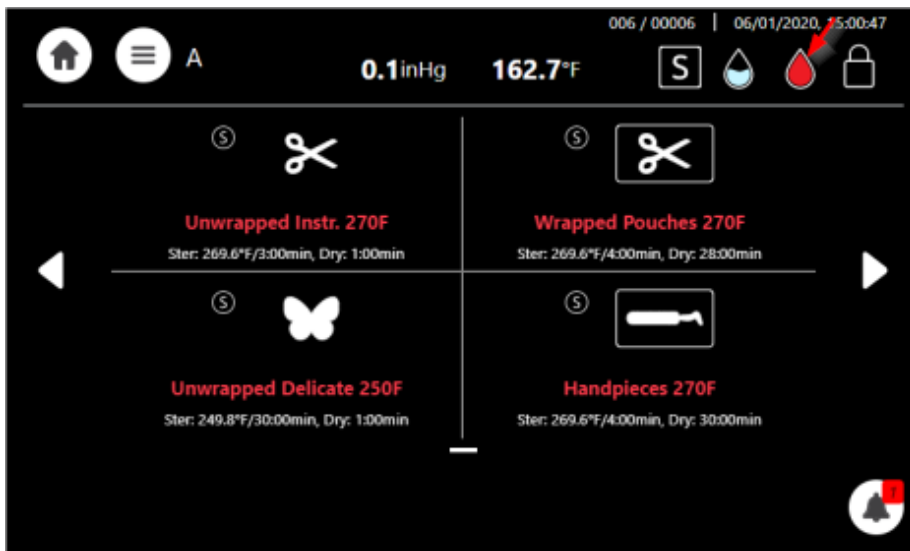 006 / 00006 | 06/01/2020, 15:00:47
A 0.1inHg 162.7°F S
S
Unwrapped Instr. 270F
Ster: 269.6°F/3:00min, Dry: 1:00min
S
Wrapped Pouches 270F
Ster: 269.6°F/4:00min, Dry: 28:00min
S
Unwrapped Delicate 250F
Ster: 249.8°F/30:00min, Dry: 1:00min
S
Handpieces 270F
Ster: 269.6°F/4:00min, Dry: 30:00min